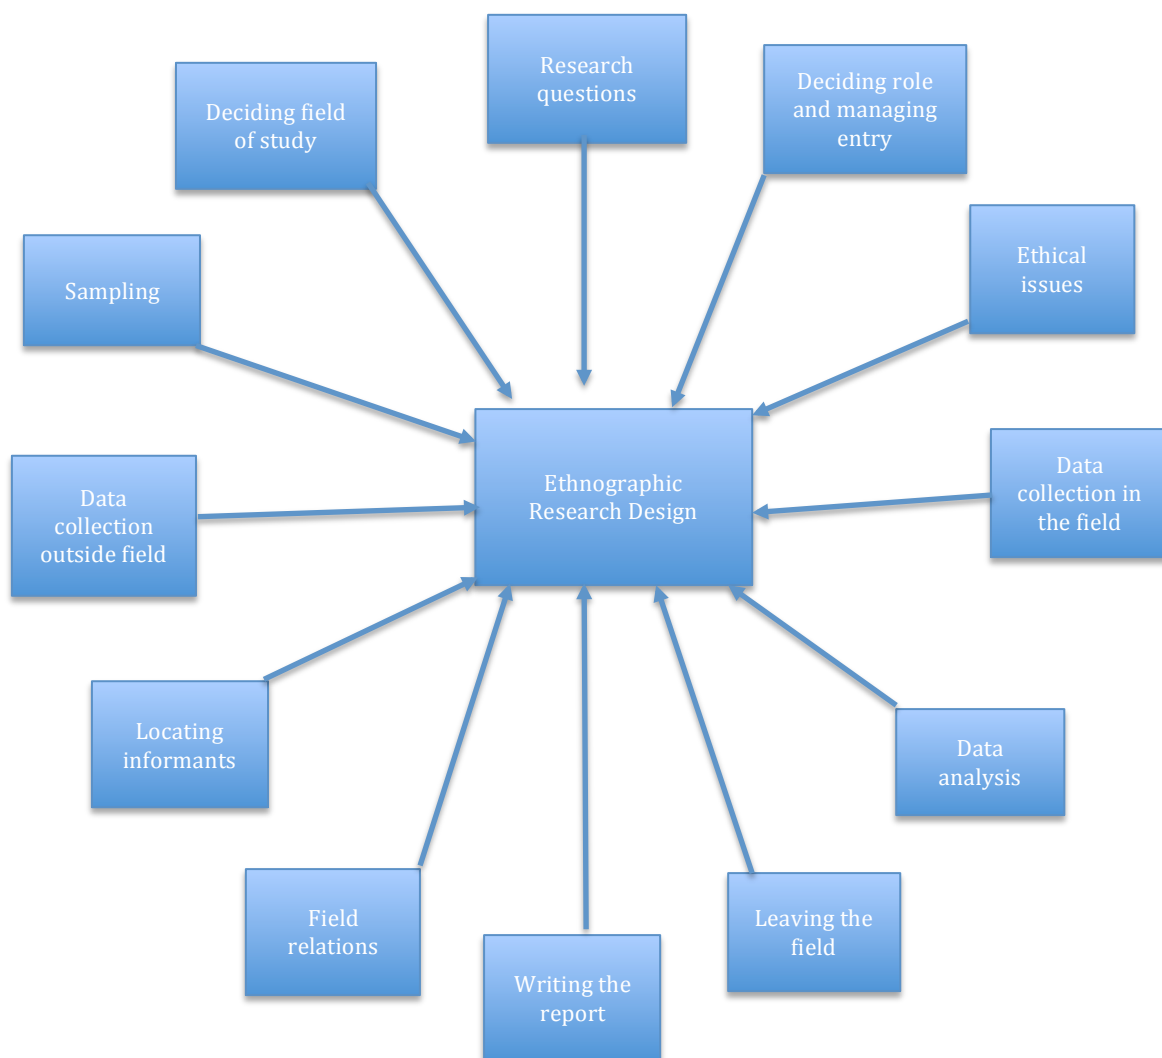 Research
questions
Deciding role
and managing
entry
Deciding field
of study
Ethical
issues
Sampling
Ethnographic
Research Design
Data
collection in
the field
Data
collection
outside field
Locating
informants
Data
analysis
Field
relations
Leaving the
field
Writing the
report